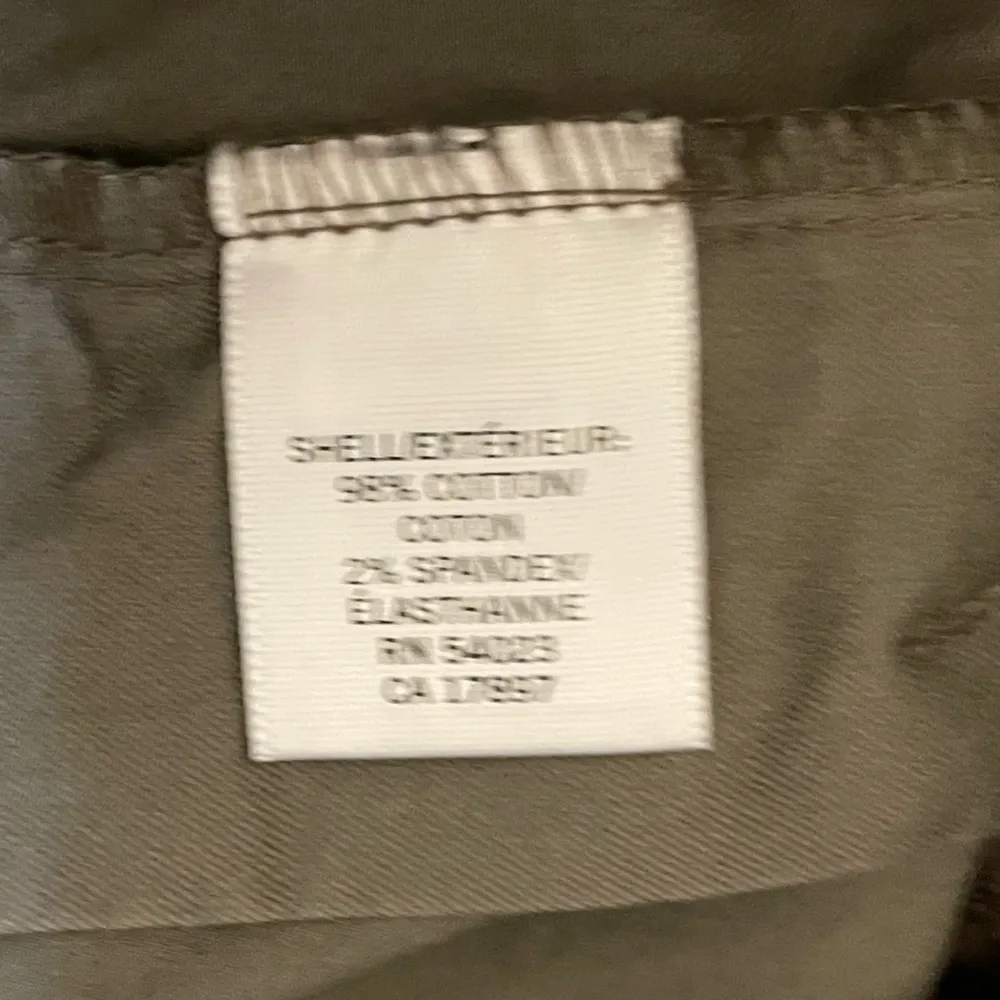 SHELL/EXTÉRIEUR:
98% COTTON/
COTON
2% SPANDEX/
ÉLASTHANNE
RN 54023
CA 17897